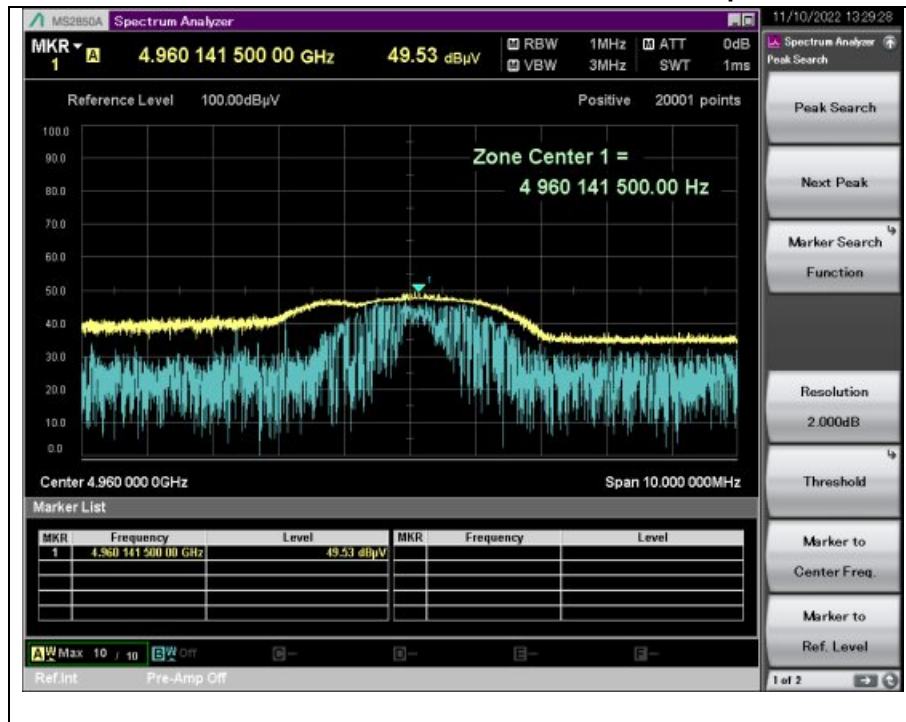 MS2850A Spectrum Analyzer
11/10/2022 13:29:28
MKR 1 A 4.960 141 500 00 GHz 49.53 dBµV
M RBW 1MHz M ATT 0dB
M VBW 3MHz SWT 1ms
Spectrum Analyzer
Peak Search
Reference Level 100.00dBµV Positive 20001 points
100.0
90.0
80.0
70.0
60.0
50.0
40.0
30.0
20.0
10.0
0.0
Zone Center 1 =
4 960 141 500.00 Hz
1
Center 4.960 000 0GHz Span 10.000 000MHz
Marker List
MKR Frequency Level MKR Frequency Level
1 4.960 141 500 00 GHz 49.53 dBµV
A W Max 10 / 10 B W Off C -- D -- E -- F --
Ref.Int Pre-Amp Off
Peak Search
Next Peak
Marker Search
Function
Resolution
2.000dB
Threshold
Marker to
Center Freq.
Marker to
Ref. Level
1 of 2